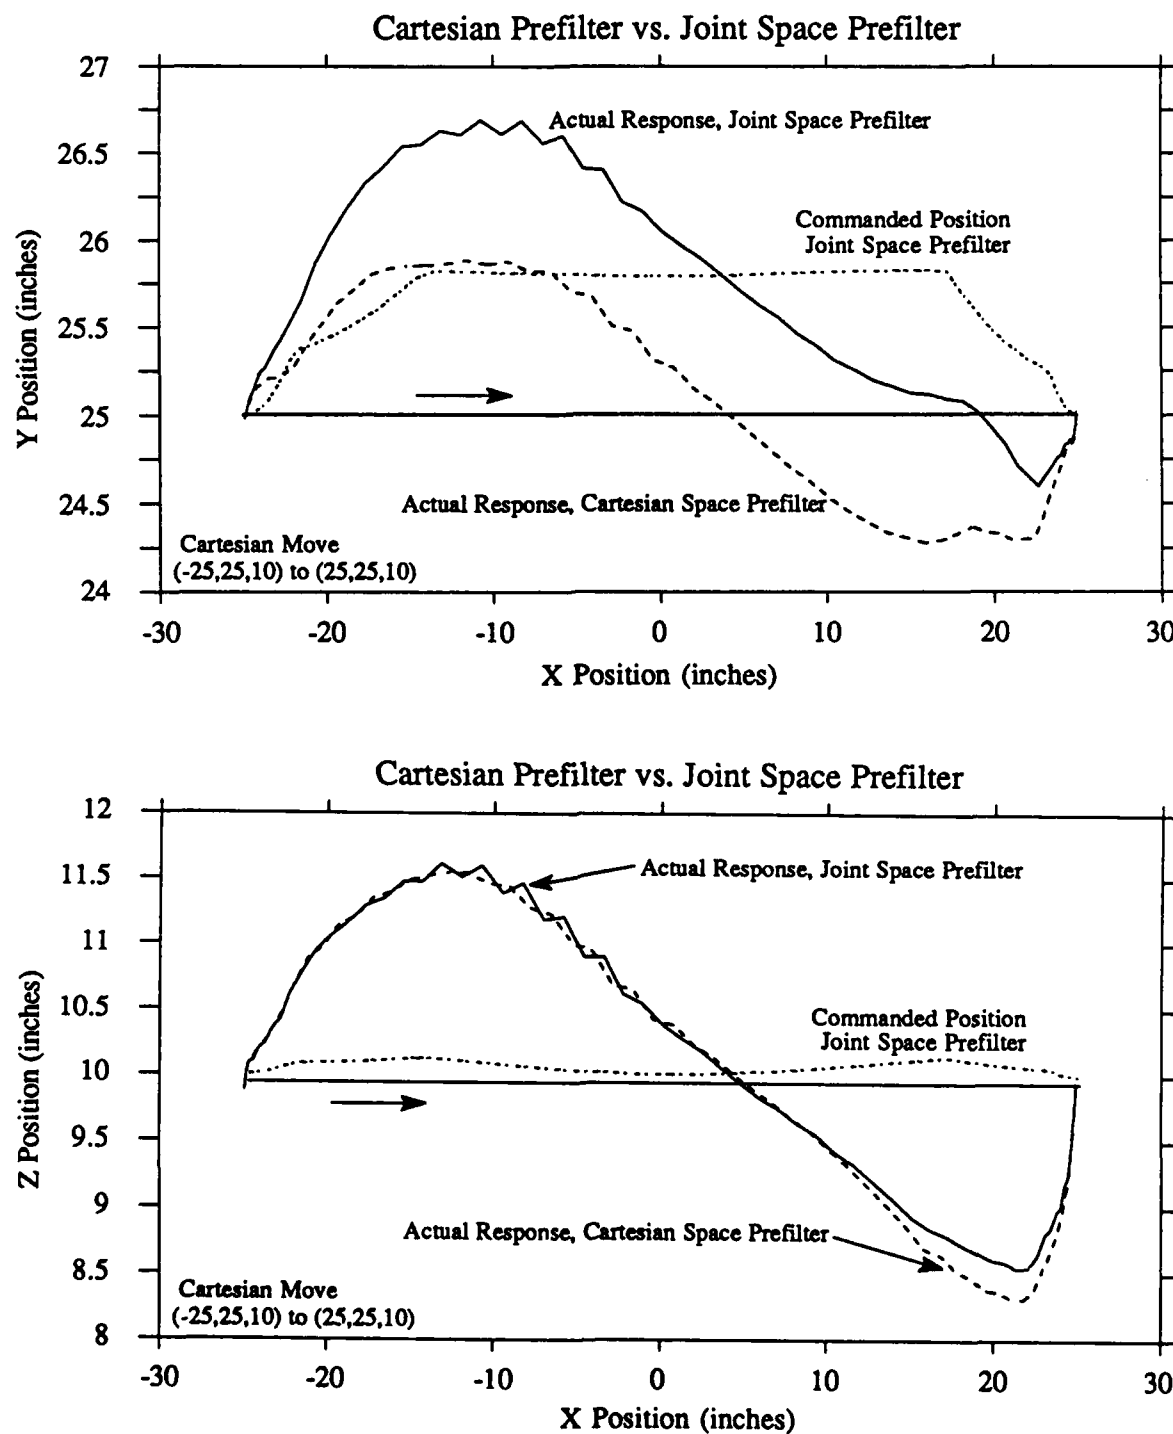 Cartesian Prefilter vs. Joint Space Prefilter
27
Actual Response, Joint Space Prefilter
26.5
Commanded Position
Joint Space Prefilter
26
Y Position (inches)
25.5
25
Actual Response, Cartesian Space Prefilter
24.5
Cartesian Move
(-25,25,10) to (25,25,10)
24
-30 -20 -10 0 10 20 30
X Position (inches)
Cartesian Prefilter vs. Joint Space Prefilter
12
Actual Response, Joint Space Prefilter
11.5
11
10.5
Commanded Position
Joint Space Prefilter
10
Z Position (inches)
9.5
9
Actual Response, Cartesian Space Prefilter
8.5
Cartesian Move
(-25,25,10) to (25,25,10)
8
-30 -20 -10 0 10 20 30
X Position (inches)